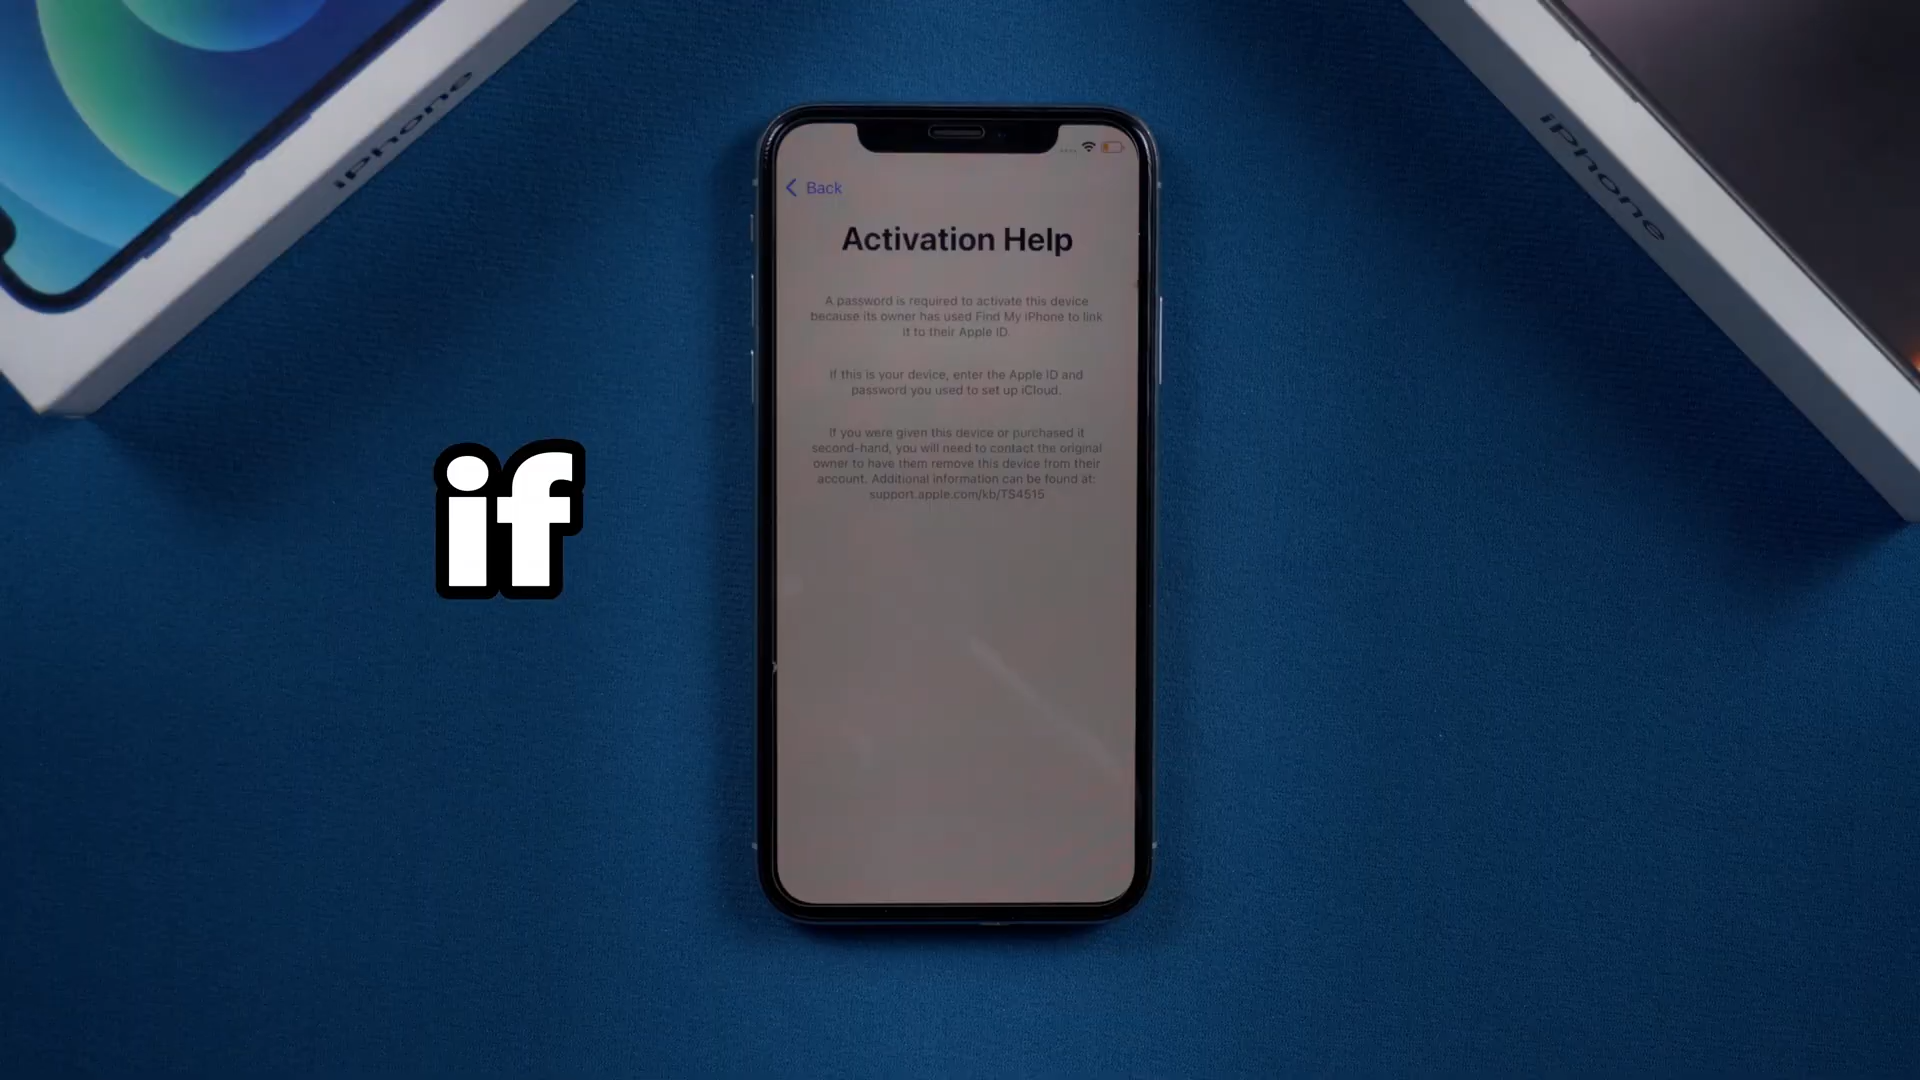 iPhone
iPhone
Back
Activation Help
A password is required to activate this device
because its owner has used Find My iPhone to link
it to their Apple ID.
If this is your device, enter the Apple ID and
password you used to set up iCloud.
If you were given this device or purchased it
second-hand, you will need to contact the original
owner to have them remove this device from their
account. Additional information can be found at:
support.apple.com/kb/TS4515
if